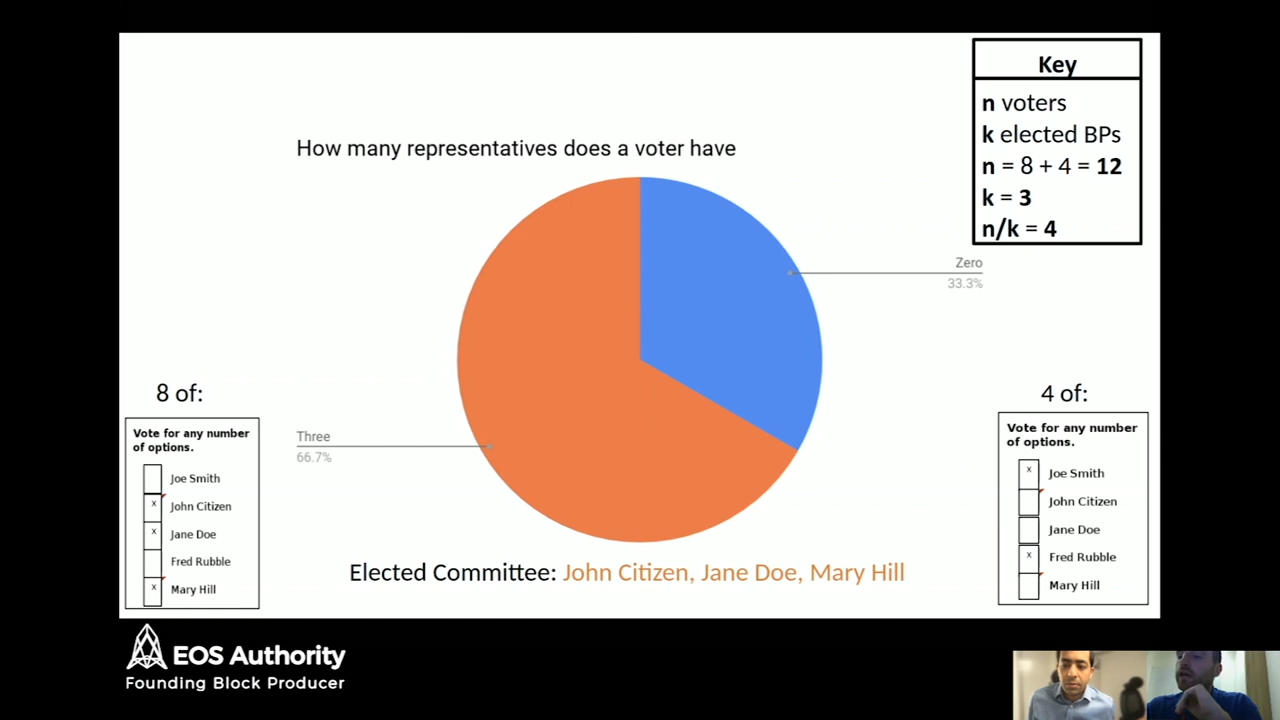 Key
n voters
k elected BPs
n = 8 + 4 = 12
k = 3
n/k = 4
How many representatives does a voter have
Zero
33.3%
Three
66.7%
8 of:
Vote for any number
of options.
Joe Smith
x John Citizen
x Jane Doe
Fred Rubble
x Mary Hill
4 of:
Vote for any number
of options.
x Joe Smith
John Citizen
Jane Doe
x Fred Rubble
Mary Hill
Elected Committee: John Citizen, Jane Doe, Mary Hill
EOS Authority
Founding Block Producer